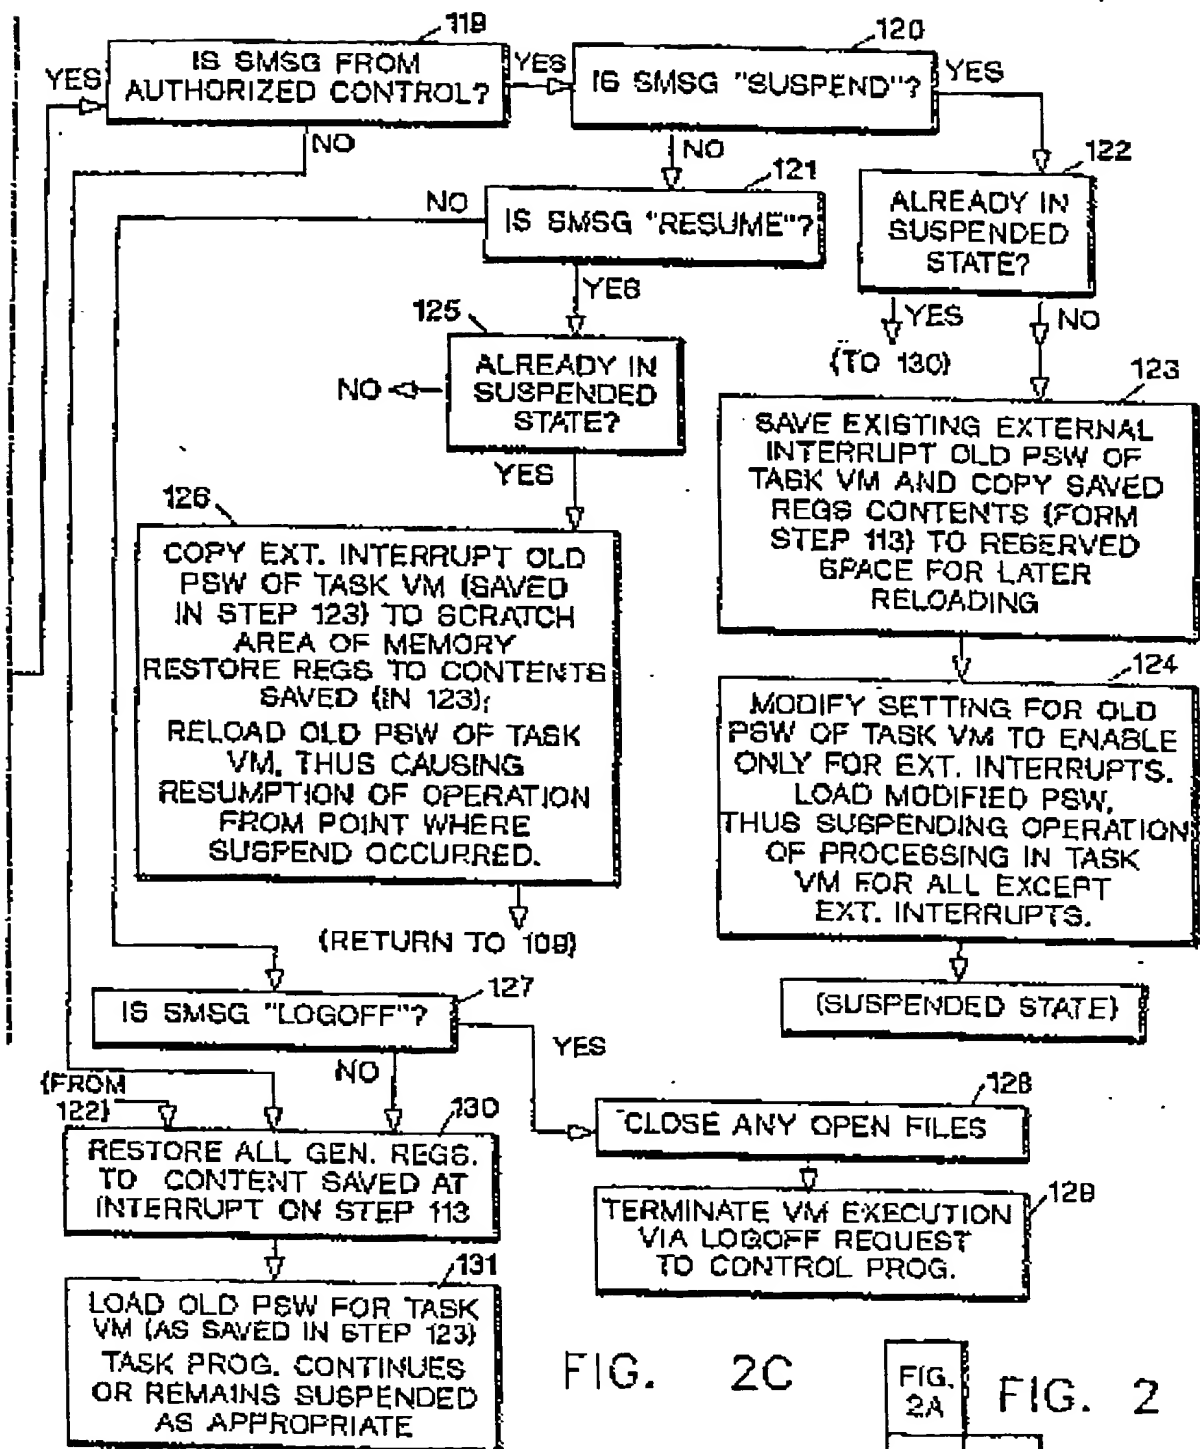 119
IS SMSG FROM
AUTHORIZED CONTROL?
YES
YES
NO
120
IS SMSG "SUSPEND"?
YES
NO
121
IS SMSG "RESUME"?
NO
YES
122
ALREADY IN
SUSPENDED
STATE?
YES
NO
(TO 130)
125
ALREADY IN
SUSPENDED
STATE?
NO
YES
123
SAVE EXISTING EXTERNAL
INTERRUPT OLD PSW OF
TASK VM AND COPY SAVED
REGS CONTENTS (FORM
STEP 113) TO RESERVED
SPACE FOR LATER
RELOADING
126
COPY EXT. INTERRUPT OLD
PSW OF TASK VM (SAVED
IN STEP 123) TO SCRATCH
AREA OF MEMORY
RESTORE REGS TO CONTENTS
SAVED (IN 123);
RELOAD OLD PSW OF TASK
VM, THUS CAUSING
RESUMPTION OF OPERATION
FROM POINT WHERE
SUSPEND OCCURRED.
(RETURN TO 109)
124
MODIFY SETTING FOR OLD
PSW OF TASK VM TO ENABLE
ONLY FOR EXT. INTERRUPTS.
LOAD MODIFIED PSW,
THUS SUSPENDING OPERATION
OF PROCESSING IN TASK
VM FOR ALL EXCEPT
EXT. INTERRUPTS.
(SUSPENDED STATE)
127
IS SMSG "LOGOFF"?
YES
NO
(FROM
122)
130
RESTORE ALL GEN. REGS.
TO CONTENT SAVED AT
INTERRUPT ON STEP 113
128
CLOSE ANY OPEN FILES
129
TERMINATE VM EXECUTION
VIA LOGOFF REQUEST
TO CONTROL PROG.
131
LOAD OLD PSW FOR TASK
VM (AS SAVED IN STEP 123)
TASK PROG. CONTINUES
OR REMAINS SUSPENDED
AS APPROPRIATE
FIG. 2C
FIG.
2A
FIG. 2